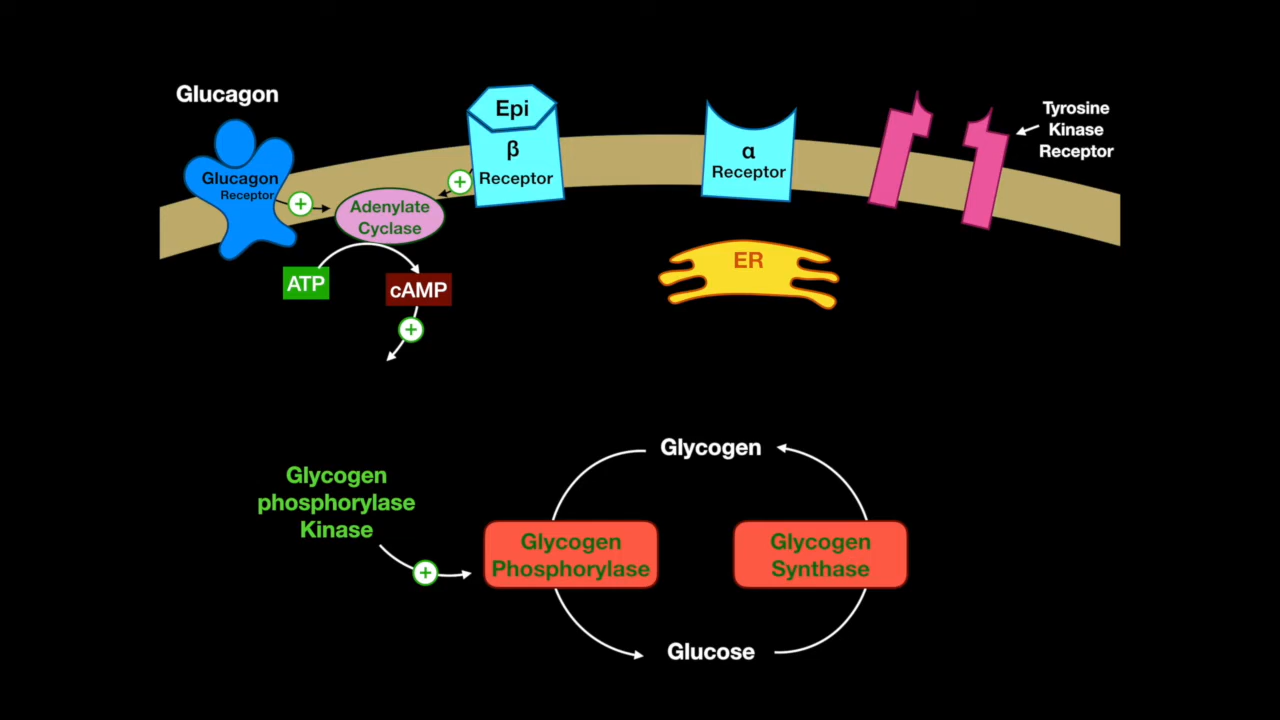 Glucagon
Glucagon
Receptor
+
Adenylate
Cyclase
ATP
cAMP
+
+
Epi
β
Receptor
α
Receptor
Tyrosine
Kinase
Receptor
ER
Glycogen
phosphorylase
Kinase
+
Glycogen
Glycogen
Phosphorylase
Glycogen
Synthase
Glucose